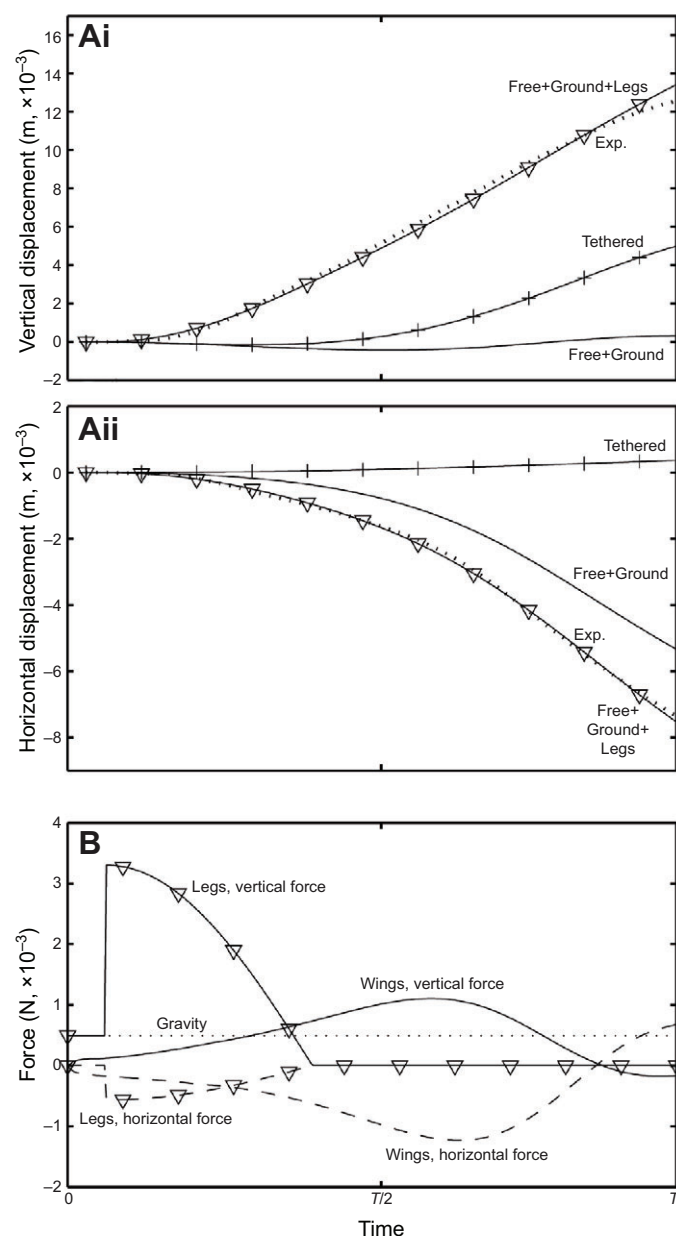 Ai
16
14
12
10
8
6
4
2
0
–2
Vertical displacement (m, ×10⁻³)
Free+Ground+Legs
Exp.
Tethered
Free+Ground
Aii
2
0
–2
–4
–6
–8
Horizontal displacement (m, ×10⁻³)
Tethered
Free+Ground
Exp.
Free+
Ground+
Legs
B
4
3
2
1
0
–1
–2
Force (N, ×10⁻³)
Legs, vertical force
Wings, vertical force
Gravity
Legs, horizontal force
Wings, horizontal force
0
T/2
T
Time